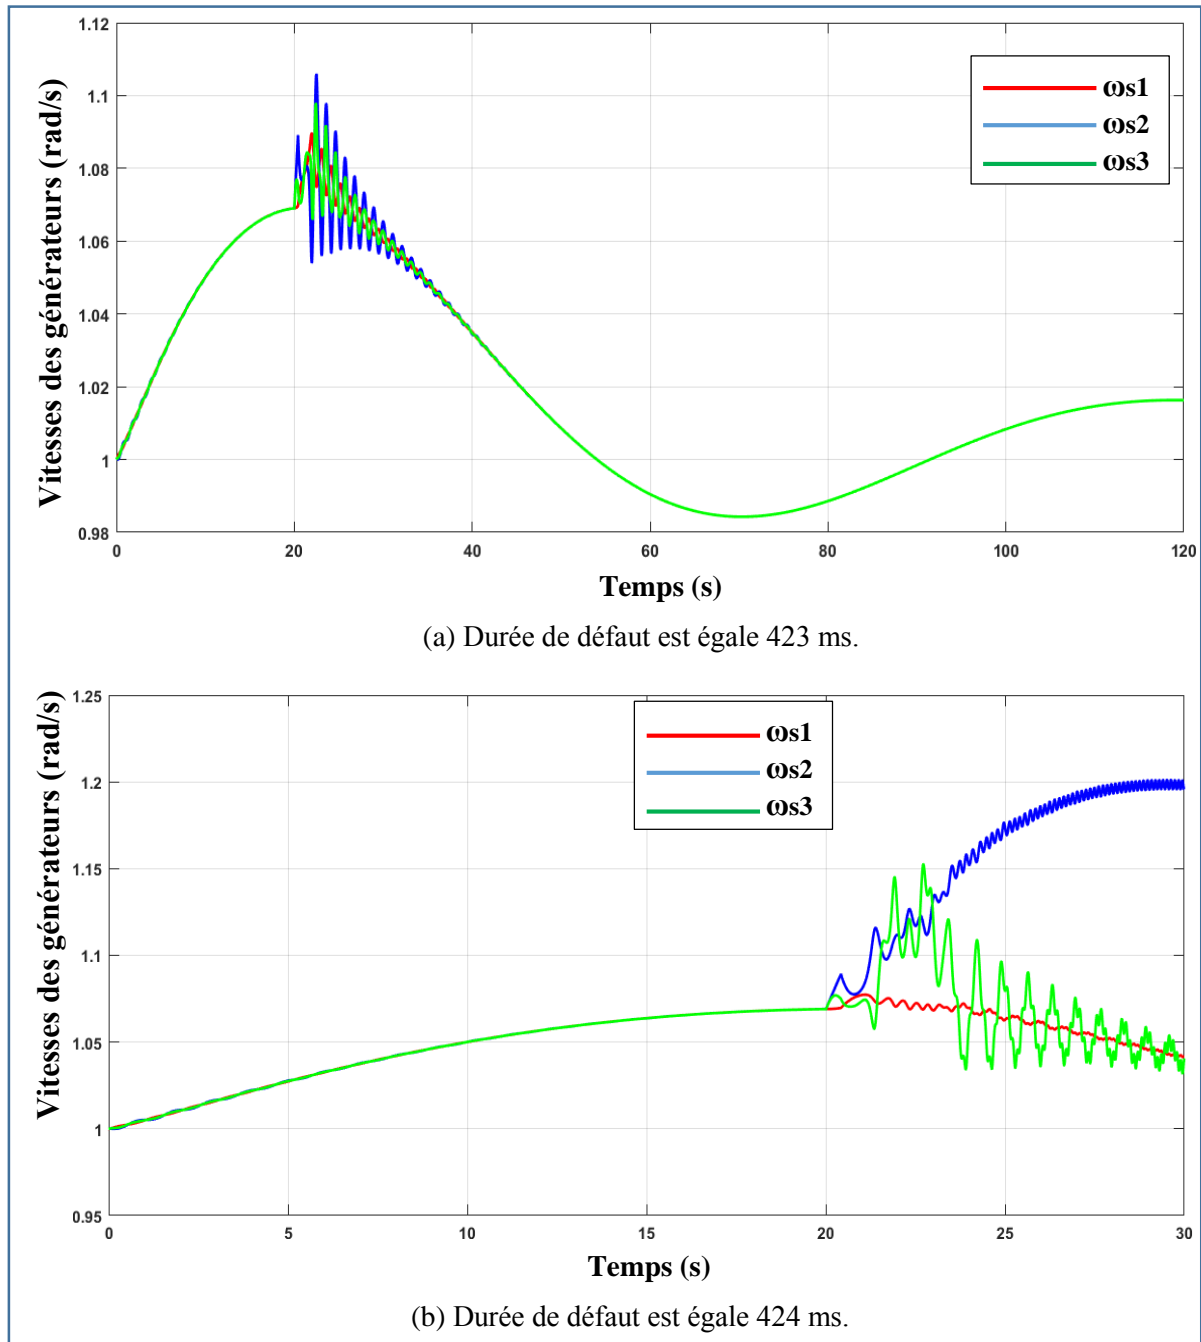 Vitesses des générateurs (rad/s)
1.12
1.1
1.08
1.06
1.04
1.02
1
0.98
ωs1
ωs2
ωs3
0
20
40
60
80
100
120
Temps (s)
(a) Durée de défaut est égale 423 ms.
Vitesses des générateurs (rad/s)
1.25
1.2
1.15
1.1
1.05
1
0.95
ωs1
ωs2
ωs3
0
5
10
15
20
25
30
Temps (s)
(b) Durée de défaut est égale 424 ms.